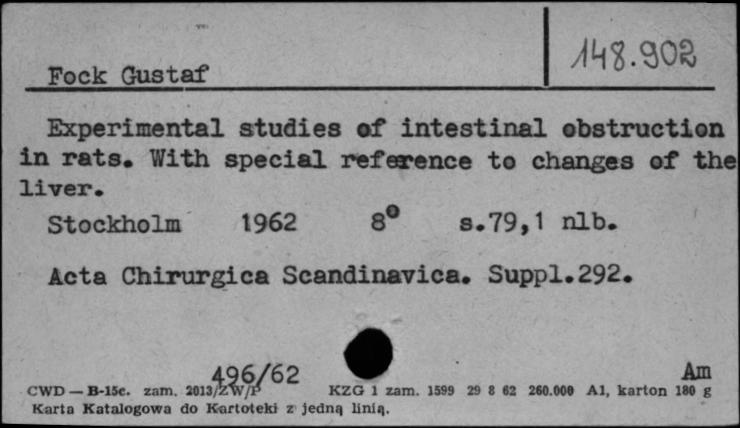 148.902
Fock Gustaf
Experimental studies of intestinal obstruction
in rats. With special reference to changes of the
liver.
Stockholm 1962 8° s.79,1 nlb.
Acta Chirurgica Scandinavica. Suppl.292.
496/62 Am
CWD — B-15c. zam. 2013/ZW/P KZG 1 zam. 1599 29 8 62 260.000 A1, karton 180 g
Karta Katalogowa do Kartoteki z jedną linią.